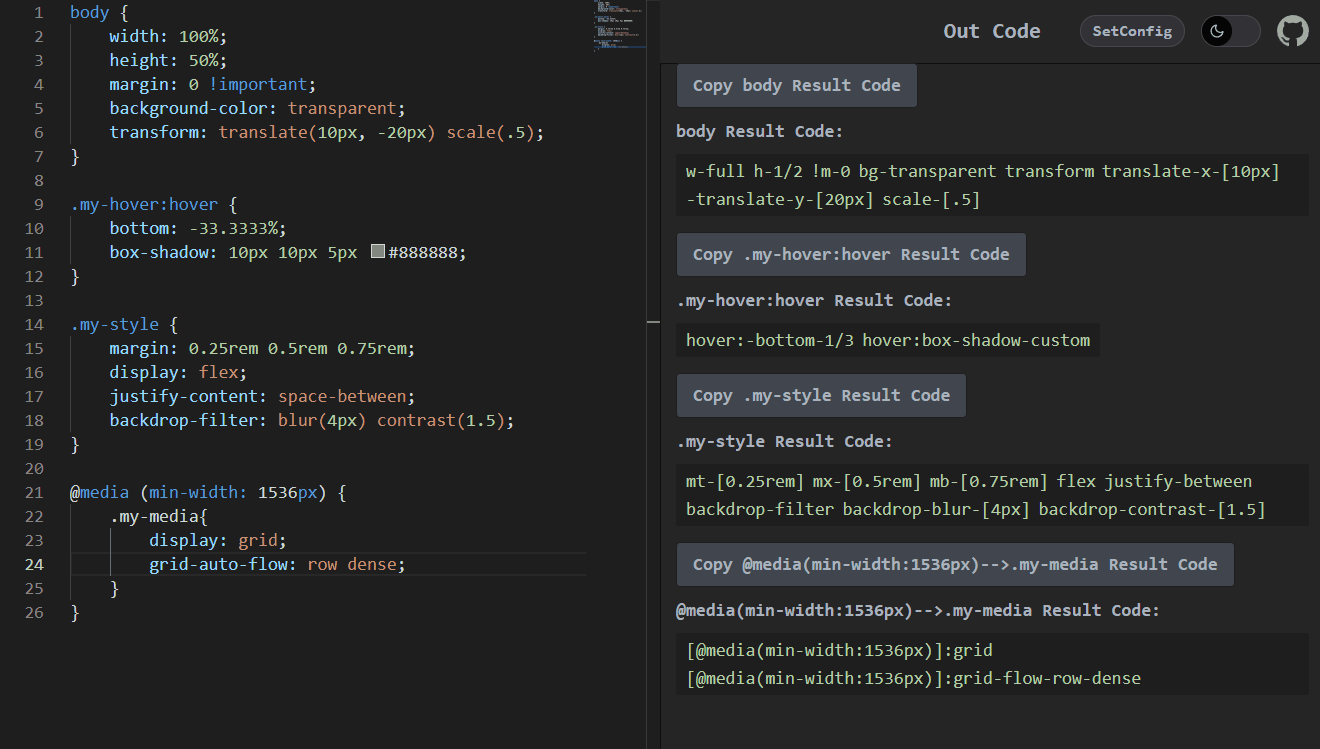 1 body {
2 width: 100%;
3 height: 50%;
4 margin: 0 !important;
5 background-color: transparent;
6 transform: translate(10px, -20px) scale(.5);
7 }
8
9 .my-hover:hover {
10 bottom: -33.3333%;
11 box-shadow: 10px 10px 5px #888888;
12 }
13
14 .my-style {
15 margin: 0.25rem 0.5rem 0.75rem;
16 display: flex;
17 justify-content: space-between;
18 backdrop-filter: blur(4px) contrast(1.5);
19 }
20
21 @media (min-width: 1536px) {
22 .my-media{
23 display: grid;
24 grid-auto-flow: row dense;
25 }
26 }
Out Code SetConfig
Copy body Result Code
body Result Code:
w-full h-1/2 !m-0 bg-transparent transform translate-x-[10px]
-translate-y-[20px] scale-[.5]
Copy .my-hover:hover Result Code
.my-hover:hover Result Code:
hover:-bottom-1/3 hover:box-shadow-custom
Copy .my-style Result Code
.my-style Result Code:
mt-[0.25rem] mx-[0.5rem] mb-[0.75rem] flex justify-between
backdrop-filter backdrop-blur-[4px] backdrop-contrast-[1.5]
Copy @media(min-width:1536px)-->.my-media Result Code
@media(min-width:1536px)-->.my-media Result Code:
[@media(min-width:1536px)]:grid
[@media(min-width:1536px)]:grid-flow-row-dense